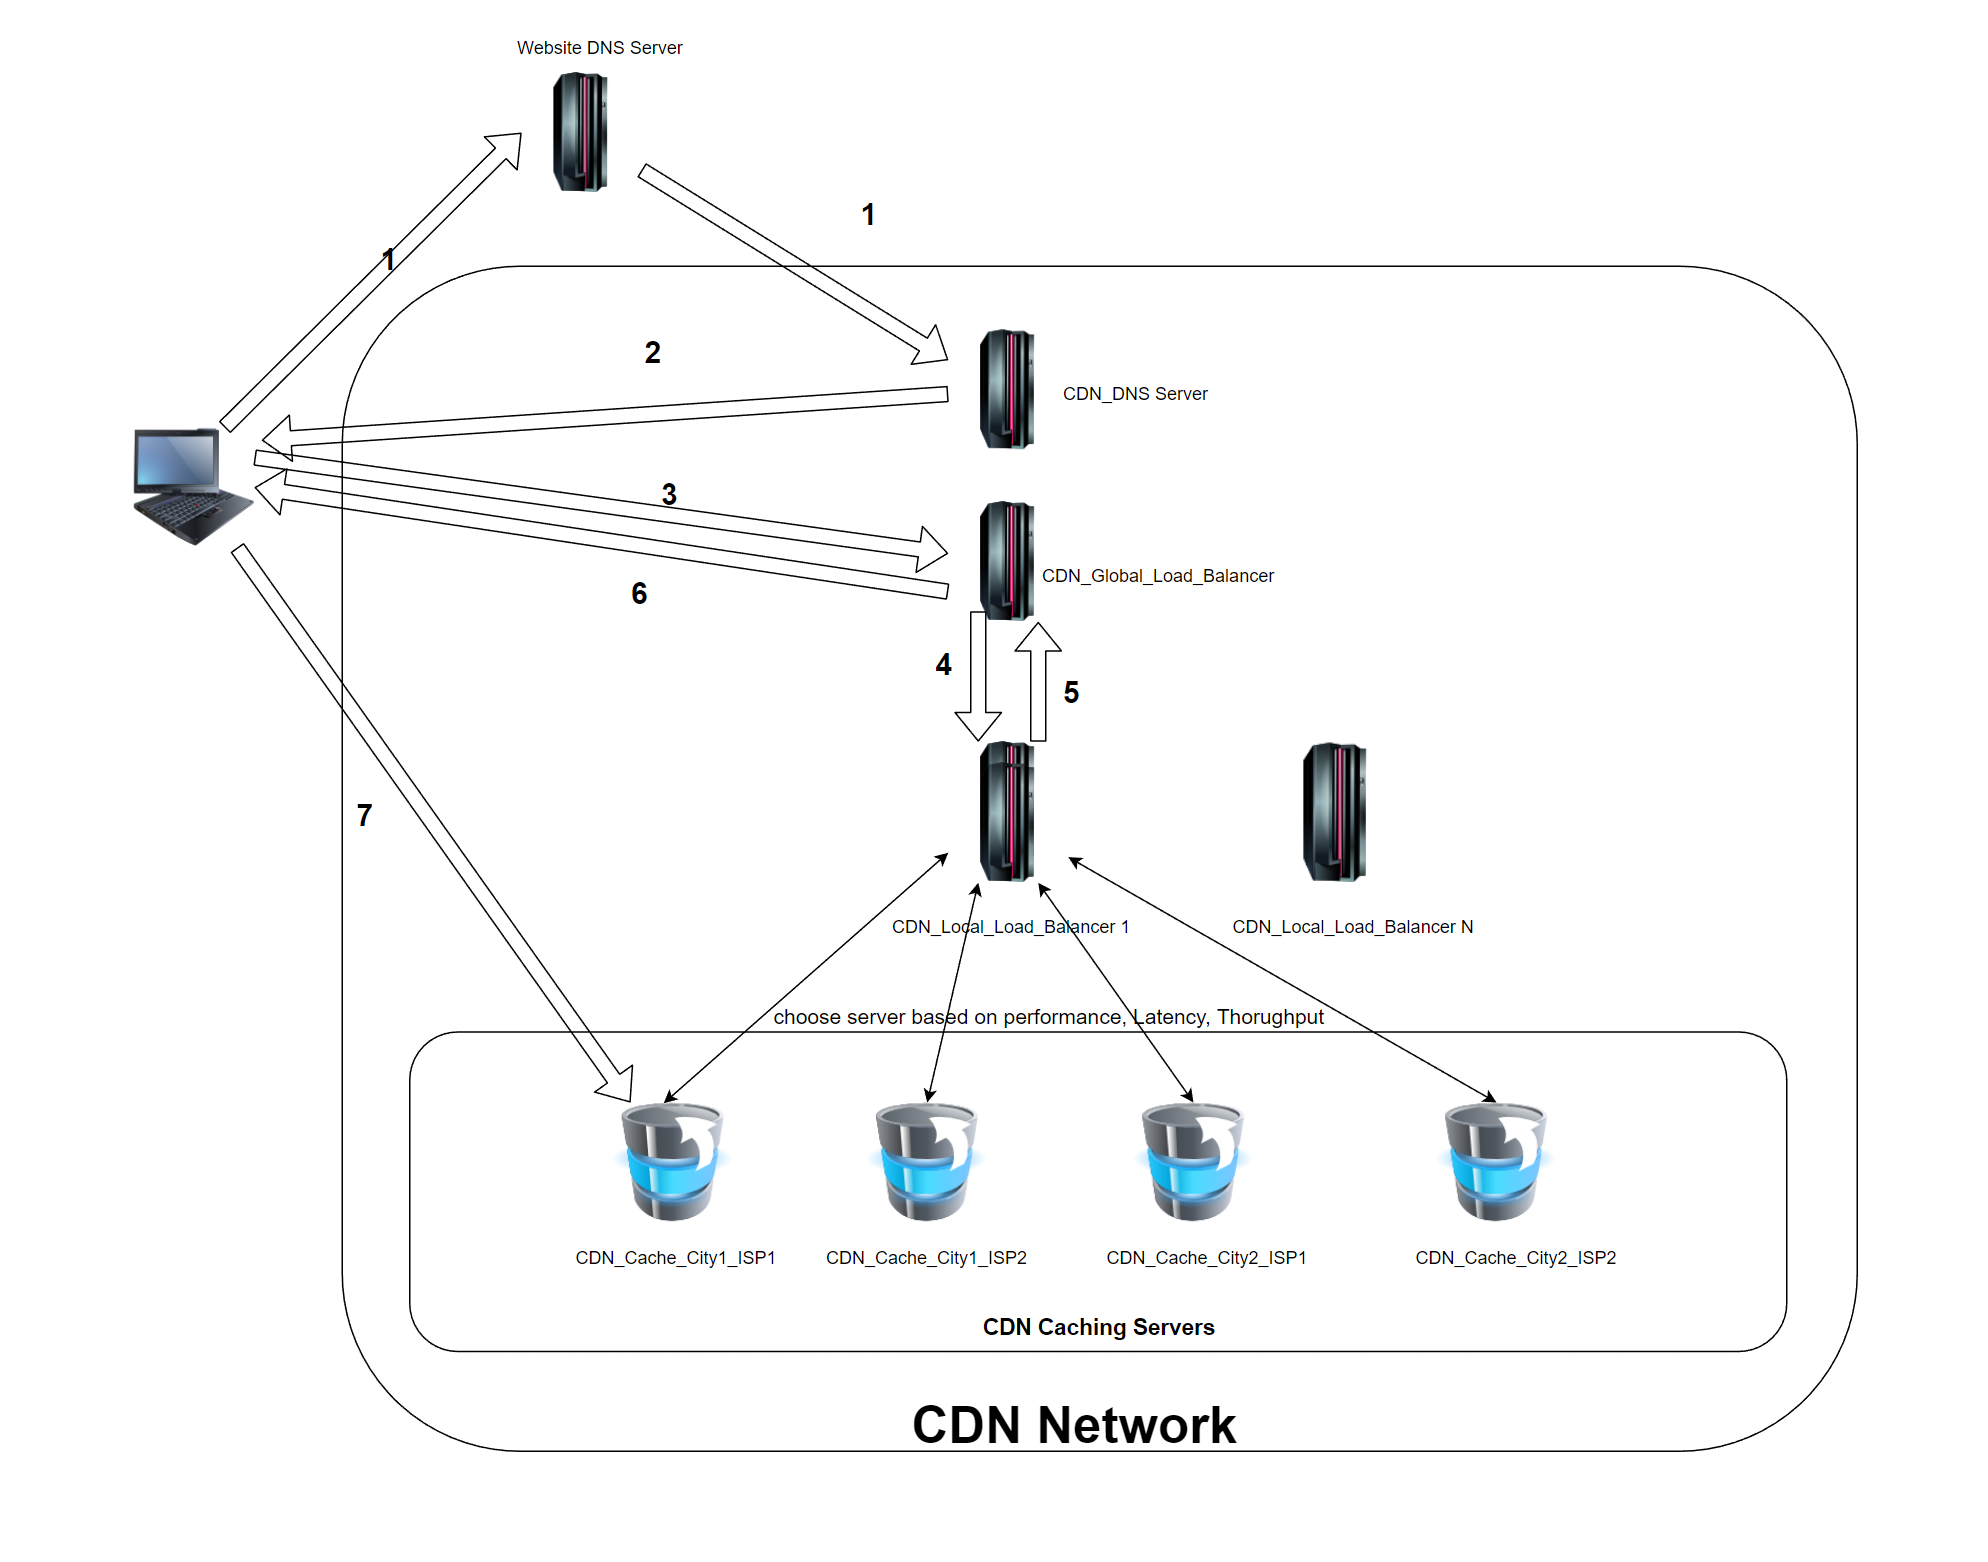 Website DNS Server
1
1
2
CDN_DNS Server
3
CDN_Global_Load_Balancer
6
4
5
7
CDN_Local_Load_Balancer 1
CDN_Local_Load_Balancer N
choose server based on performance, Latency, Thorughput
CDN_Cache_City1_ISP1
CDN_Cache_City1_ISP2
CDN_Cache_City2_ISP1
CDN_Cache_City2_ISP2
CDN Caching Servers
CDN Network